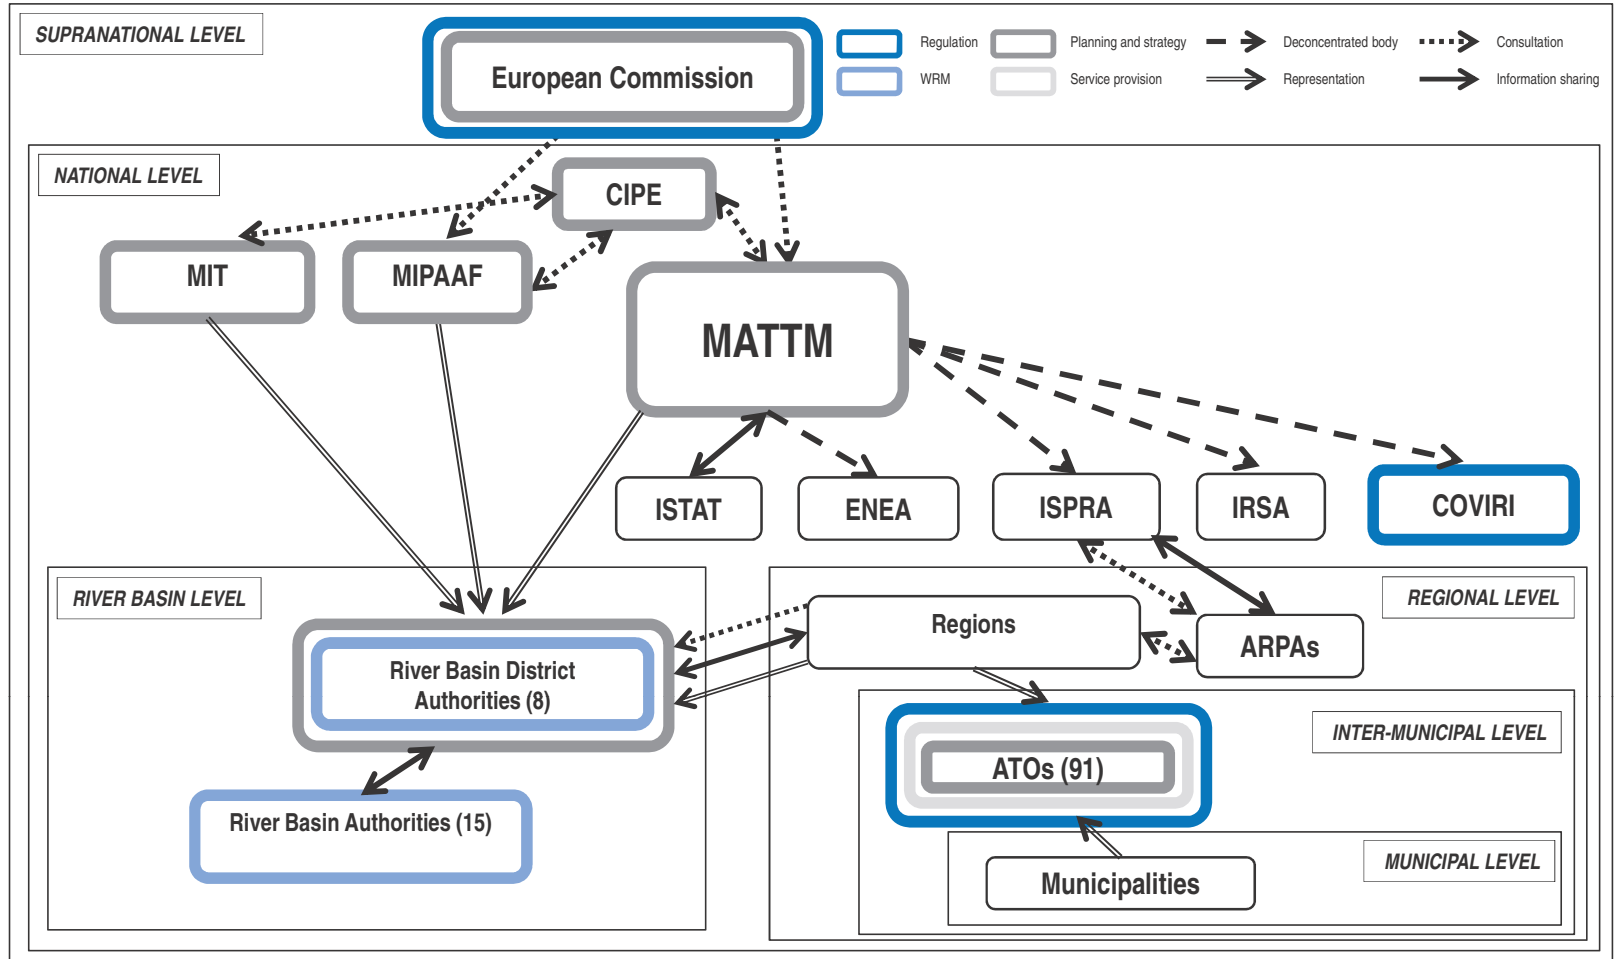 SUPRANATIONAL LEVEL
European Commission
Regulation
Planning and strategy
Deconcentrated body
Consultation
WRM
Service provision
Representation
Information sharing
NATIONAL LEVEL
CIPE
MIT
MIPAAF
MATTM
ISTAT
ENEA
ISPRA
IRSA
COVIRI
RIVER BASIN LEVEL
REGIONAL LEVEL
Regions
ARPAs
River Basin District
Authorities (8)
INTER-MUNICIPAL LEVEL
ATOs (91)
River Basin Authorities (15)
MUNICIPAL LEVEL
Municipalities